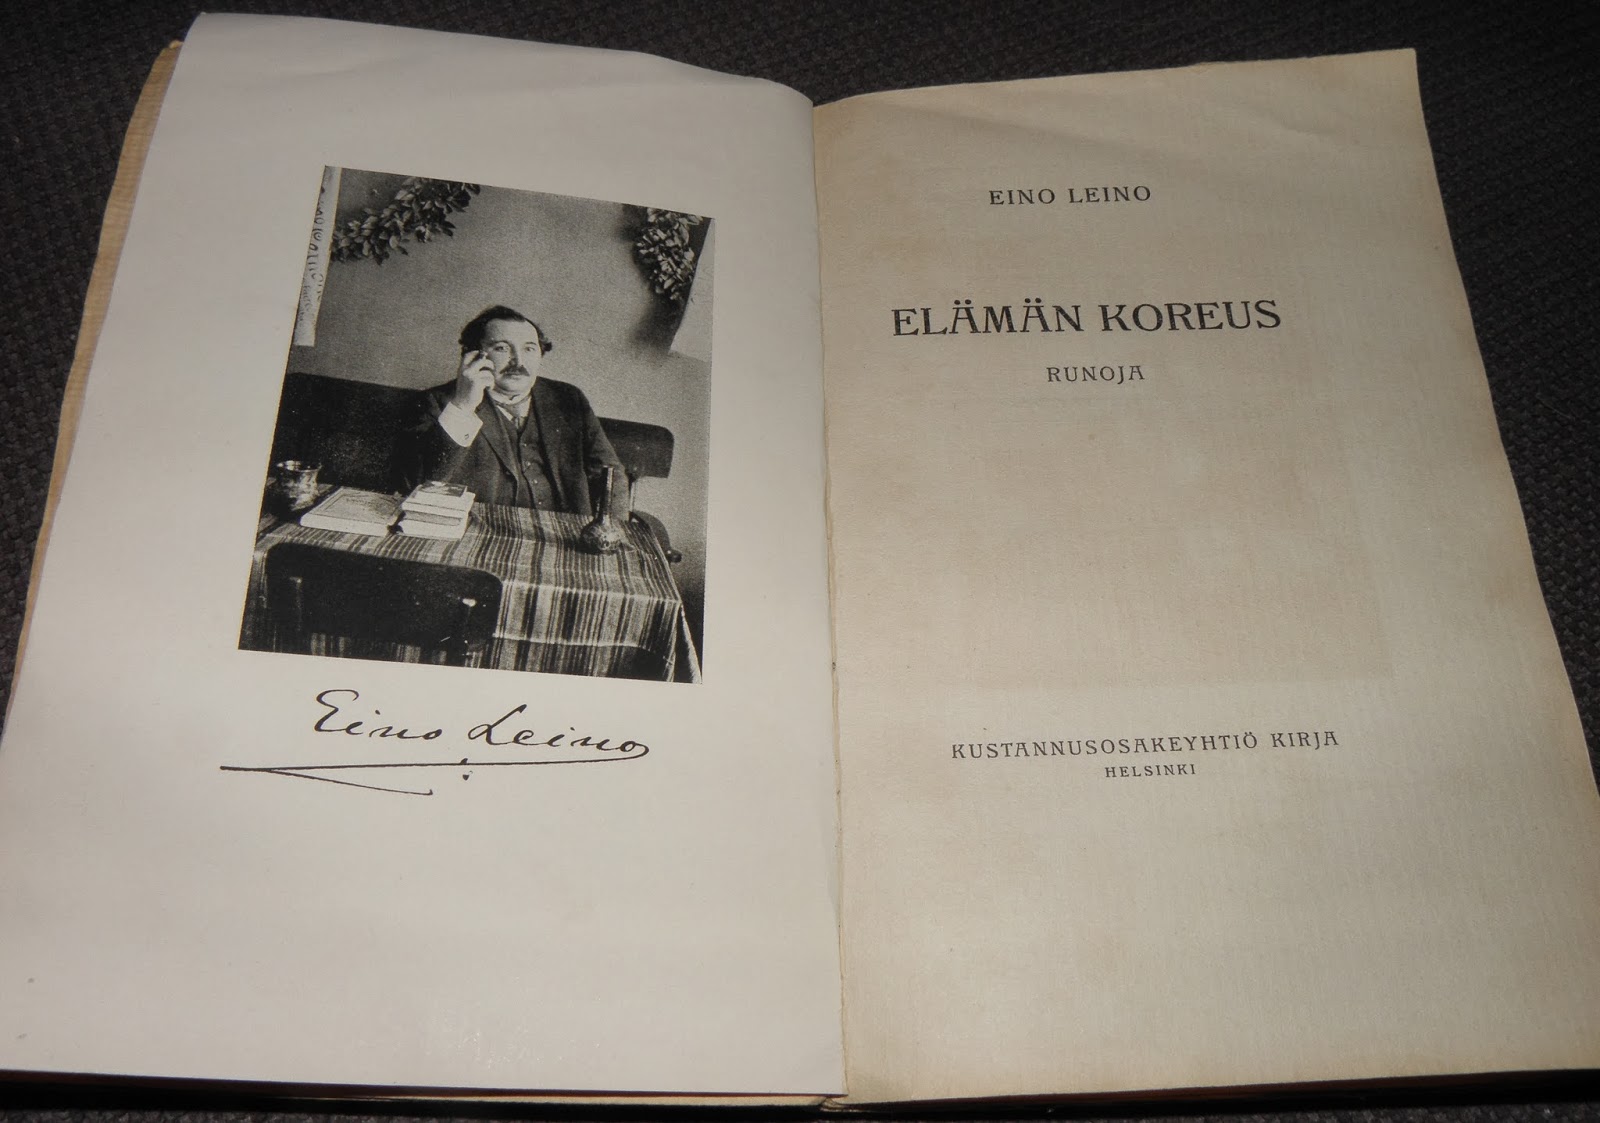 Eino Leino
EINO LEINO
ELÄMÄN KOREUS
RUNOJA
KUSTANNUSOSAKEYHTIÖ KIRJA
HELSINKI